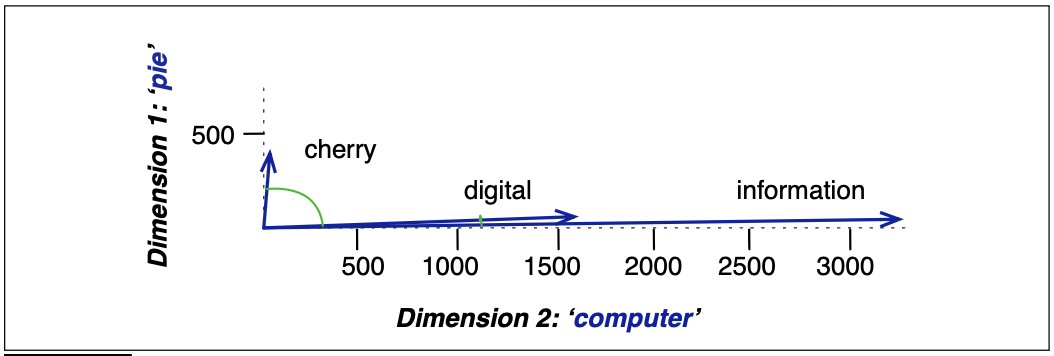 Dimension 1: ‘pie’
500
cherry
digital
information
500 1000 1500 2000 2500 3000
Dimension 2: ‘computer’